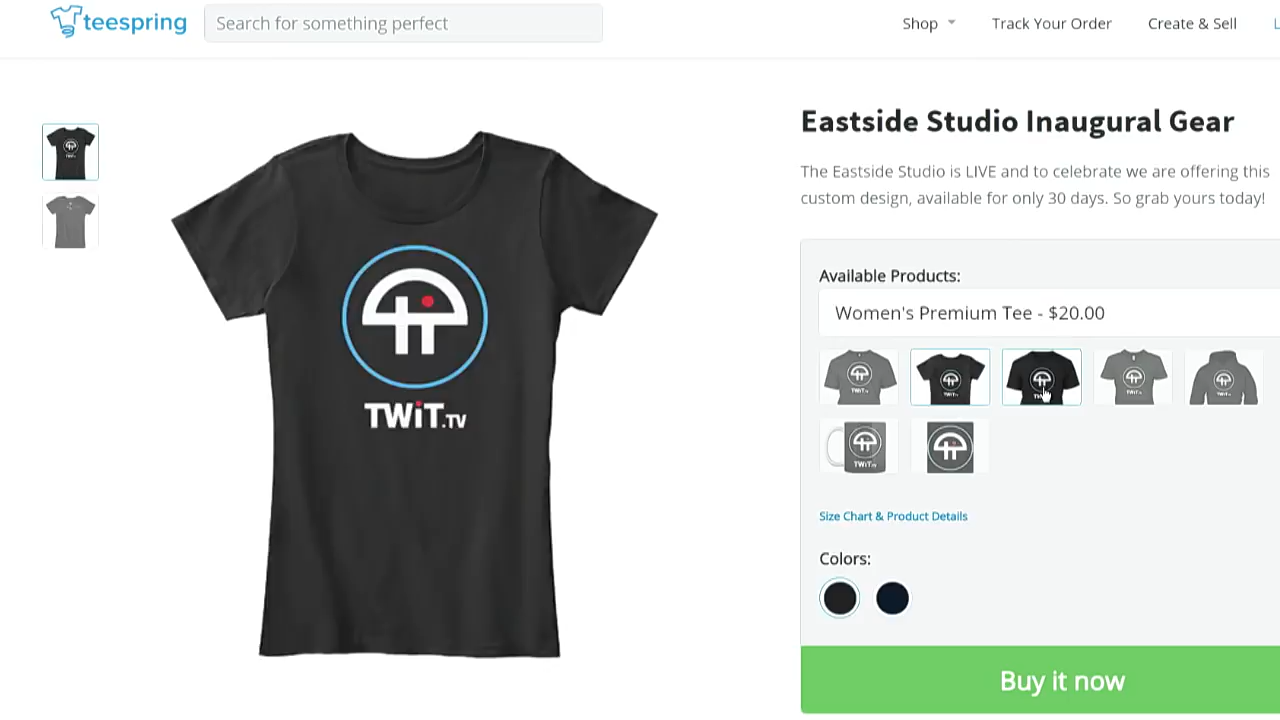 teespring
Search for something perfect
Shop
Track Your Order
Create & Sell
Eastside Studio Inaugural Gear
The Eastside Studio is LIVE and to celebrate we are offering this
custom design, available for only 30 days. So grab yours today!
TWiT.TV
Available Products:
Women's Premium Tee - $20.00
Size Chart & Product Details
Colors:
Buy it now